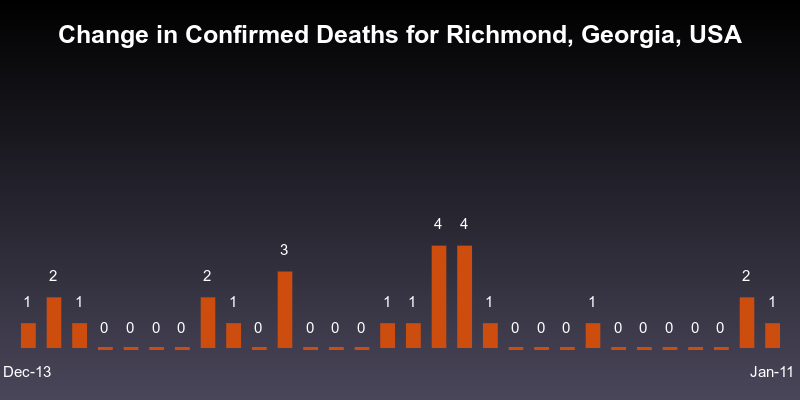 Change in Confirmed Deaths for Richmond, Georgia, USA
1 2 1 0 0 0 0 2 1 0 3 0 0 0 1 1 4 4 1 0 0 0 1 0 0 0 0 0 2 1
Dec-13 Jan-11